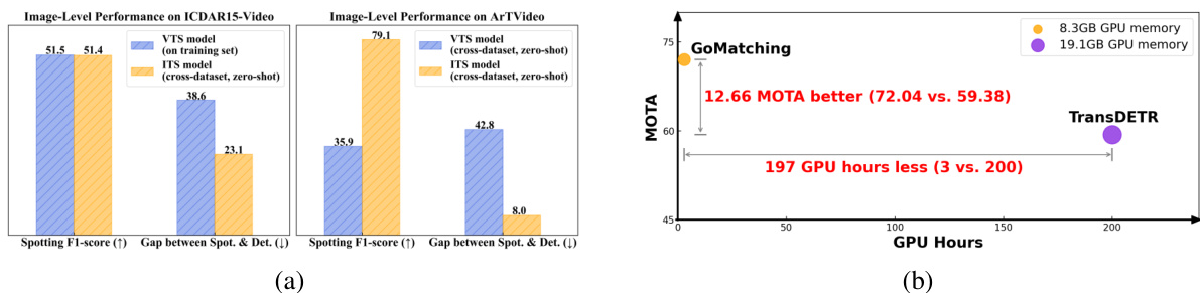 Image-Level Performance on ICDAR15-Video
VTS model
(on training set)
ITS model
(cross-dataset, zero-shot)
51.5
51.4
38.6
23.1
Spotting F1-score (↑)
Gap between Spot. & Det. (↓)
Image-Level Performance on ArTVideo
VTS model
(cross-dataset, zero-shot)
ITS model
(cross-dataset, zero-shot)
35.9
79.1
42.8
8.0
Spotting F1-score (↑)
Gap between Spot. & Det. (↓)
(a)
8.3GB GPU memory
19.1GB GPU memory
MOTA
75
60
45
GoMatching
12.66 MOTA better (72.04 vs. 59.38)
TransDETR
197 GPU hours less (3 vs. 200)
0
50
100
150
200
GPU Hours
(b)